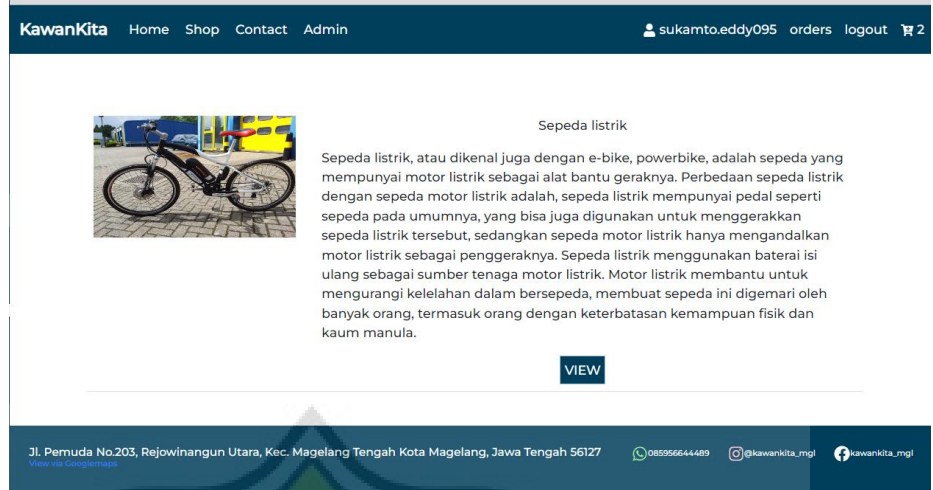 KawanKita Home Shop Contact Admin sukamto.eddy095 orders logout 2
Sepeda listrik
Sepeda listrik, atau dikenal juga dengan e-bike, powerbike, adalah sepeda yang
mempunyai motor listrik sebagai alat bantu geraknya. Perbedaan sepeda listrik
dengan sepeda motor listrik adalah, sepeda listrik mempunyai pedal seperti
sepeda pada umumnya, yang bisa juga digunakan untuk menggerakkan
sepeda listrik tersebut, sedangkan sepeda motor listrik hanya mengandalkan
motor listrik sebagai penggeraknya. Sepeda listrik menggunakan baterai isi
ulang sebagai sumber tenaga motor listrik. Motor listrik membantu untuk
mengurangi kelelahan dalam bersepeda, membuat sepeda ini digemari oleh
banyak orang, termasuk orang dengan keterbatasan kemampuan fisik dan
kaum manula.
VIEW
Jl. Pemuda No.203, Rejowinangun Utara, Kec. Magelang Tengah Kota Magelang, Jawa Tengah 56127 085956644489 @kawankita_mgl kawankita_mgl
View via Googlemaps